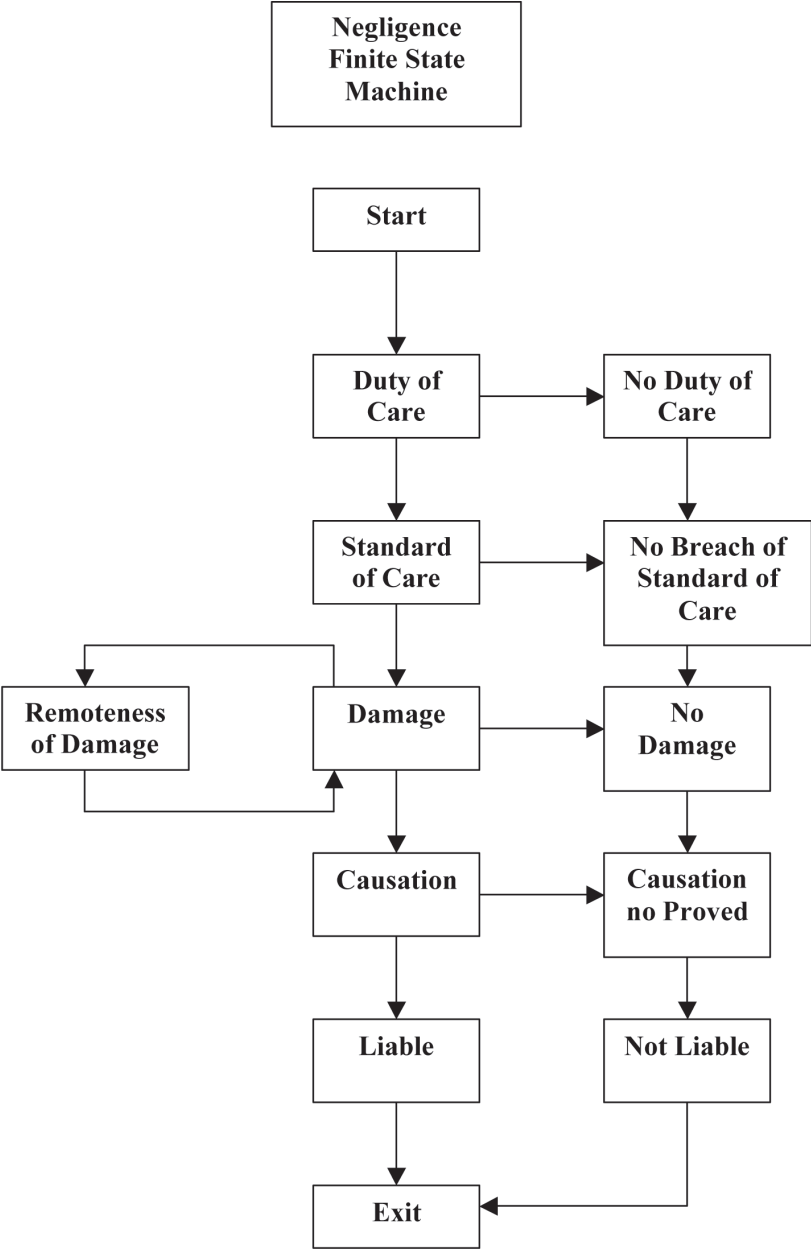 Negligence
Finite State
Machine
Start
Duty of
Care
No Duty of
Care
Standard
of Care
No Breach of
Standard of
Care
Remoteness
of Damage
Damage
No
Damage
Causation
Causation
no Proved
Liable
Not Liable
Exit